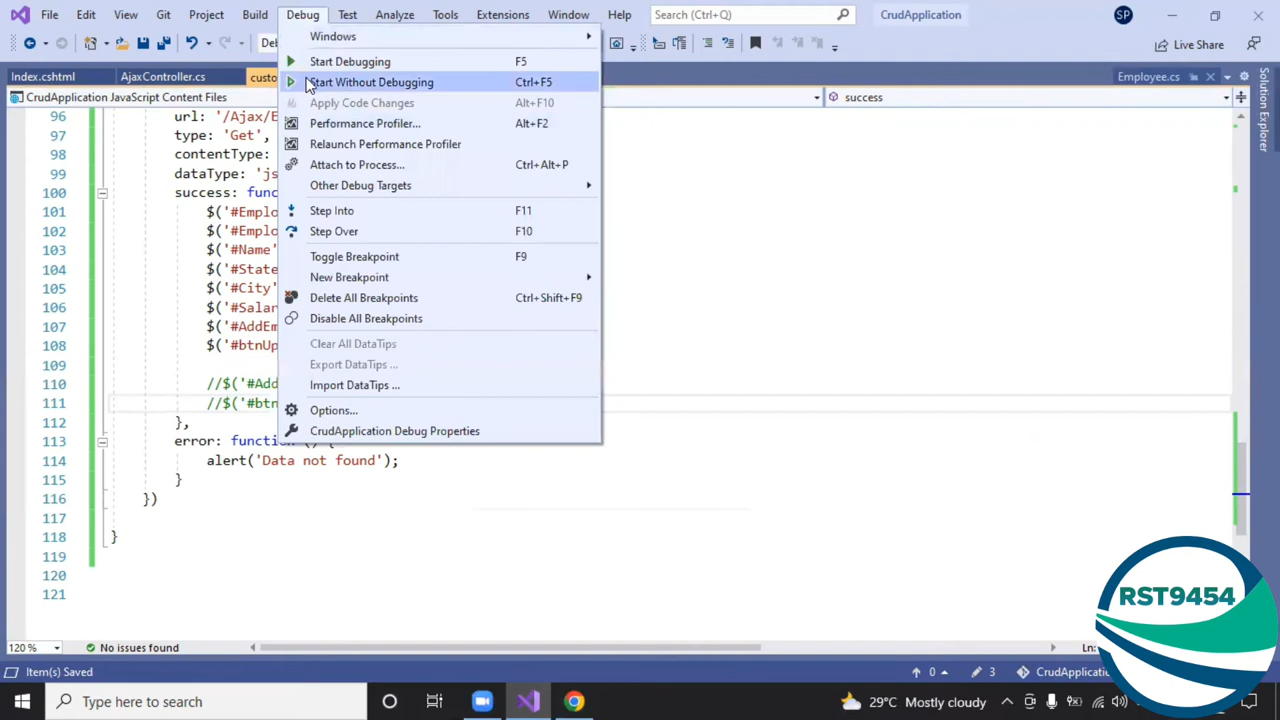 File Edit View Git Project Build Debug Test Analyze Tools Extensions Window Help Search (Ctrl+Q) CrudApplication SP
Live Share
Index.cshtml AjaxController.cs custo Employee.cs
CrudApplication JavaScript Content Files success
Windows
Start Debugging F5
Start Without Debugging Ctrl+F5
Apply Code Changes Alt+F10
Performance Profiler... Alt+F2
Relaunch Performance Profiler
Attach to Process... Ctrl+Alt+P
Other Debug Targets
Step Into F11
Step Over F10
Toggle Breakpoint F9
New Breakpoint
Delete All Breakpoints Ctrl+Shift+F9
Disable All Breakpoints
Clear All DataTips
Export DataTips ...
Import DataTips ...
Options...
CrudApplication Debug Properties
96 url: '/Ajax/E
97 type: 'Get',
98 contentType:
99 dataType: 'js
100 success: func
101 $('#Emplo
102 $('#Emplo
103 $('#Name'
104 $('#State
105 $('#City'
106 $('#Salar
107 $('#AddEm
108 $('#btnUp
109
110 //$('#Add
111 //$('#btn
112 },
113 error: function () {
114 alert('Data not found');
115 }
116 })
117
118 }
119
120
121
Solution Explorer
RST9454
120 % No issues found Ln:
Item(s) Saved 0 3 CrudApplication
Type here to search 29°C Mostly cloudy